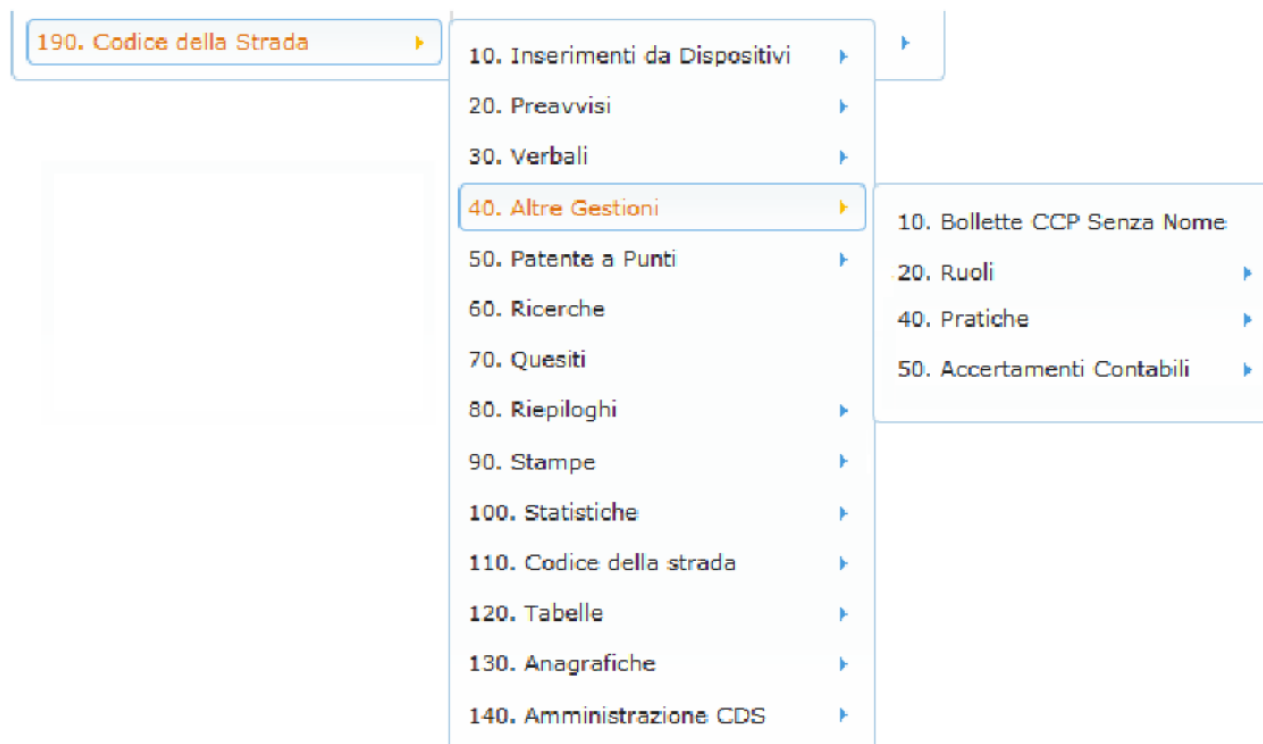 190. Codice della Strada
10. Inserimenti da Dispositivi
20. Preavvisi
30. Verbali
40. Altre Gestioni
50. Patente a Punti
60. Ricerche
70. Quesiti
80. Riepiloghi
90. Stampe
100. Statistiche
110. Codice della strada
120. Tabelle
130. Anagrafiche
140. Amministrazione CDS
10. Bollette CCP Senza Nome
20. Ruoli
40. Pratiche
50. Accertamenti Contabili